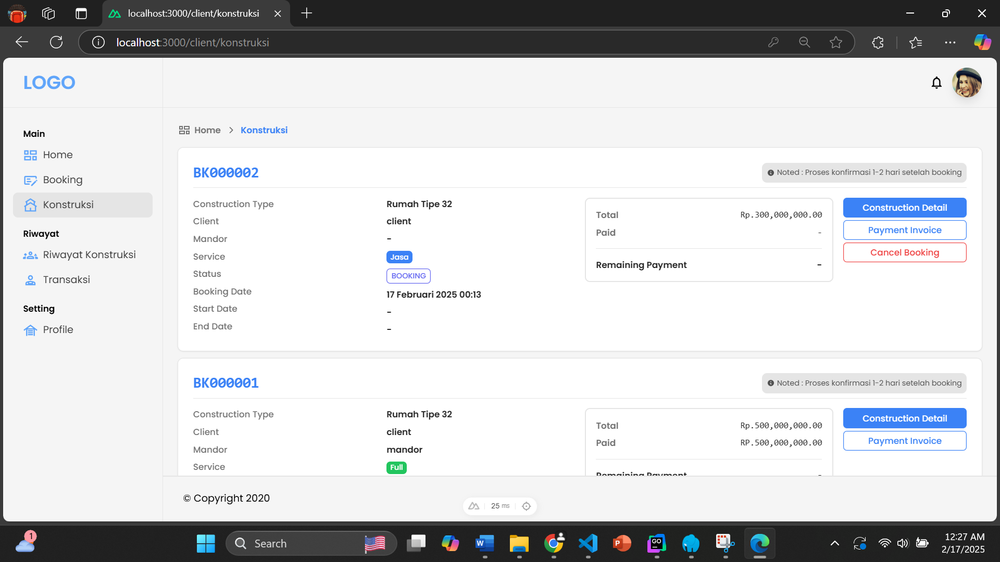 localhost:3000/client/konstruksi
localhost:3000/client/konstruksi
LOGO
Main
Home
Booking
Konstruksi
Riwayat
Riwayat Konstruksi
Transaksi
Setting
Profile
Home > Konstruksi
BK000002
Noted : Proses konfirmasi 1-2 hari setelah booking
Construction Type Rumah Tipe 32
Client client
Mandor -
Service Jasa
Status BOOKING
Booking Date 17 Februari 2025 00:13
Start Date -
End Date -
Total Rp.300,000,000.00
Paid -
Remaining Payment -
Construction Detail
Payment Invoice
Cancel Booking
BK000001
Noted : Proses konfirmasi 1-2 hari setelah booking
Construction Type Rumah Tipe 32
Client client
Mandor mandor
Service Full
Total Rp.500,000,000.00
Paid RP.500,000,000.00
Remaining Payment -
Construction Detail
Payment Invoice
© Copyright 2020
25 ms
1
Search
W
P
GO
12:27 AM
2/17/2025